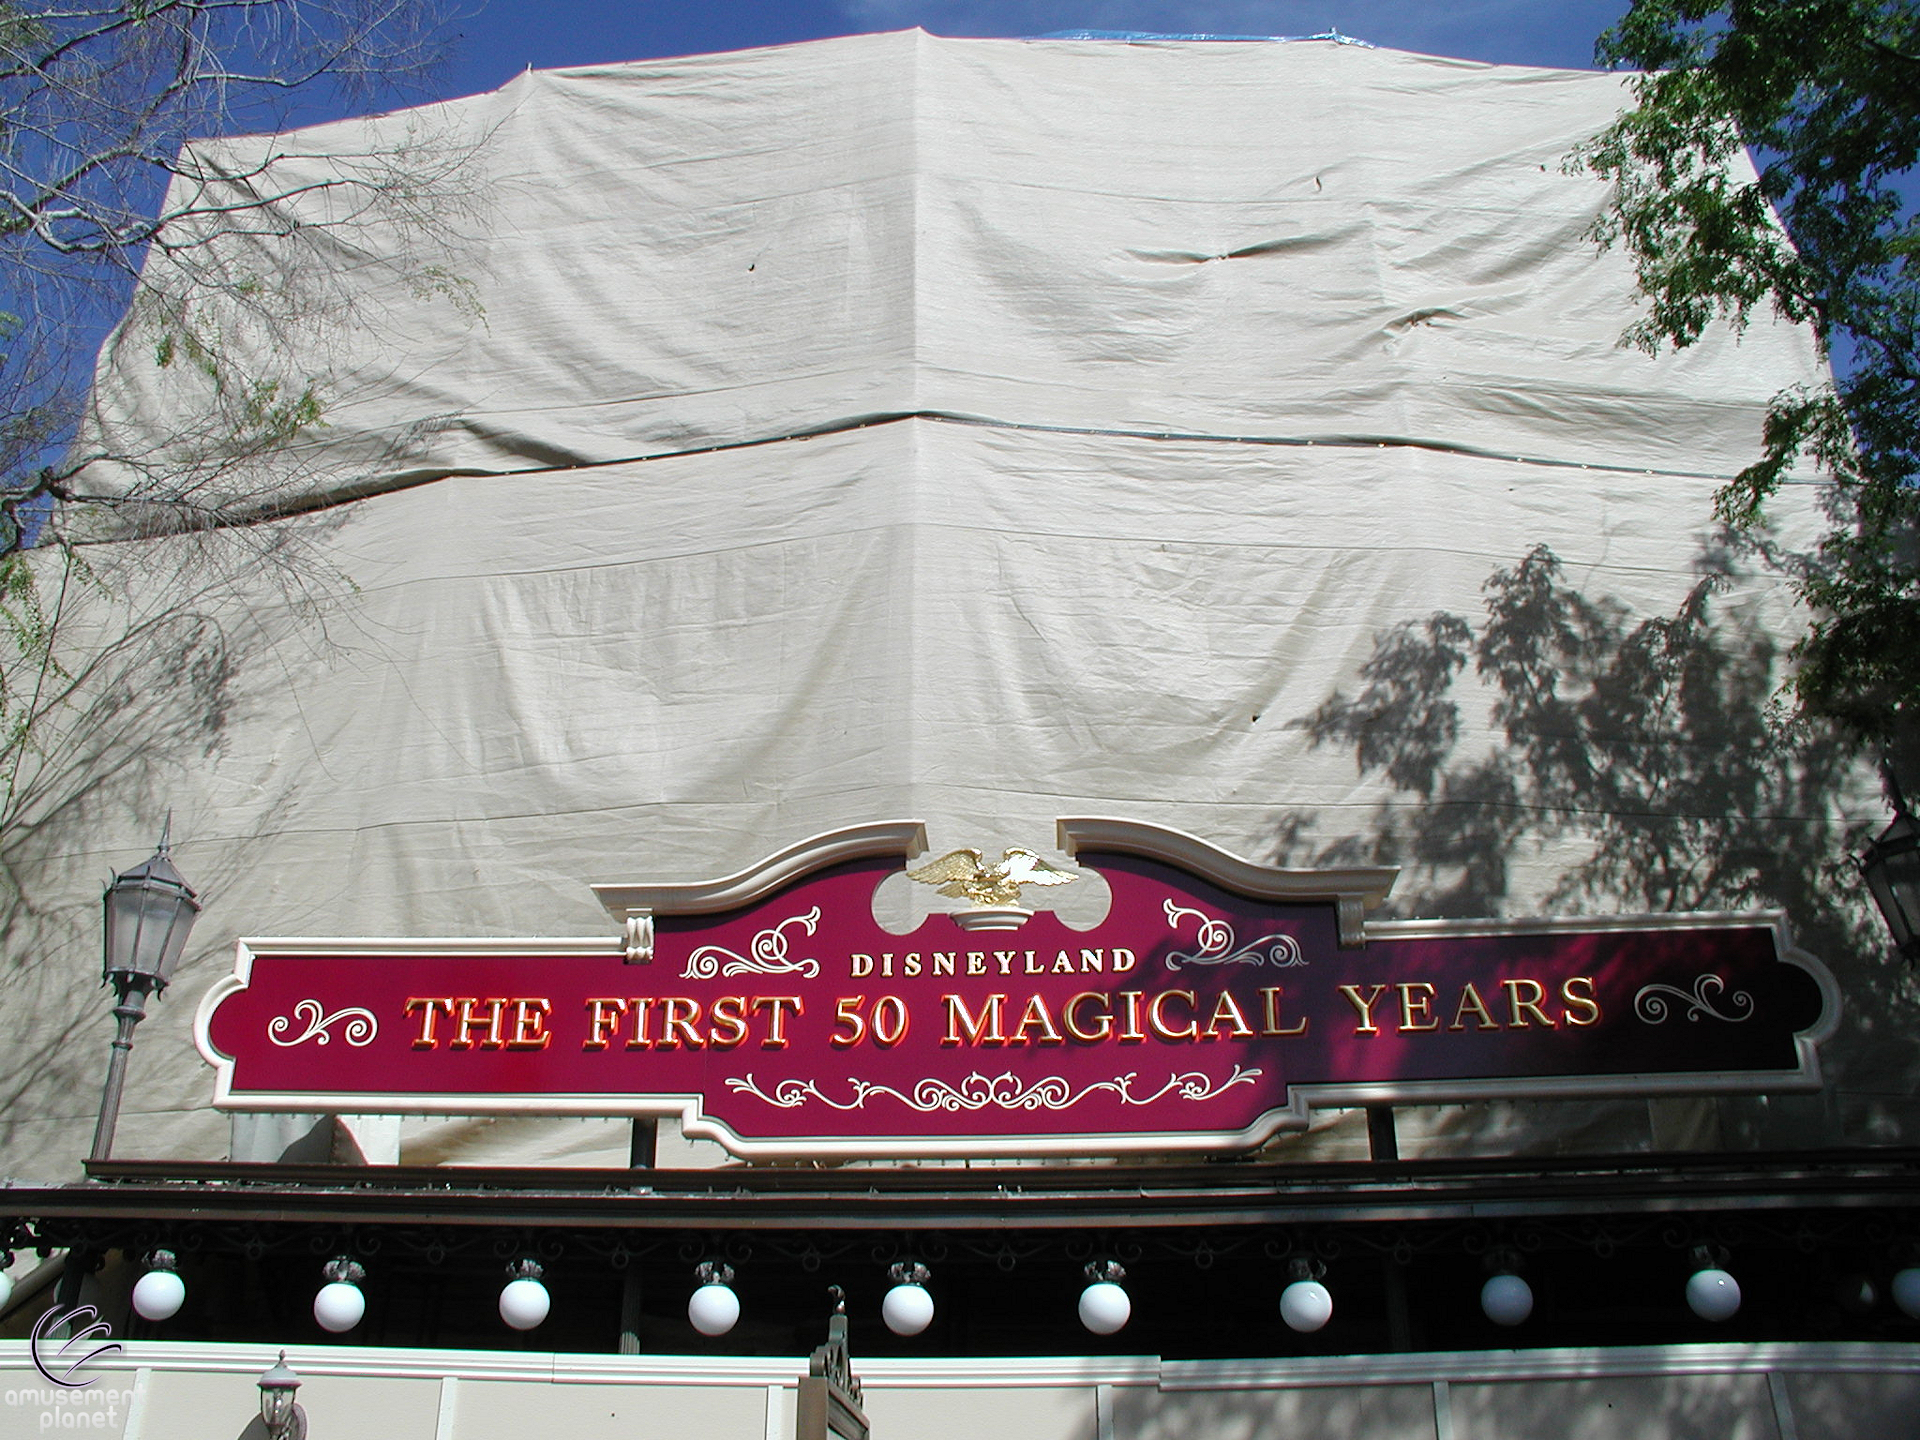 DISNEYLAND
THE FIRST 50 MAGICAL YEARS
amusement
planet